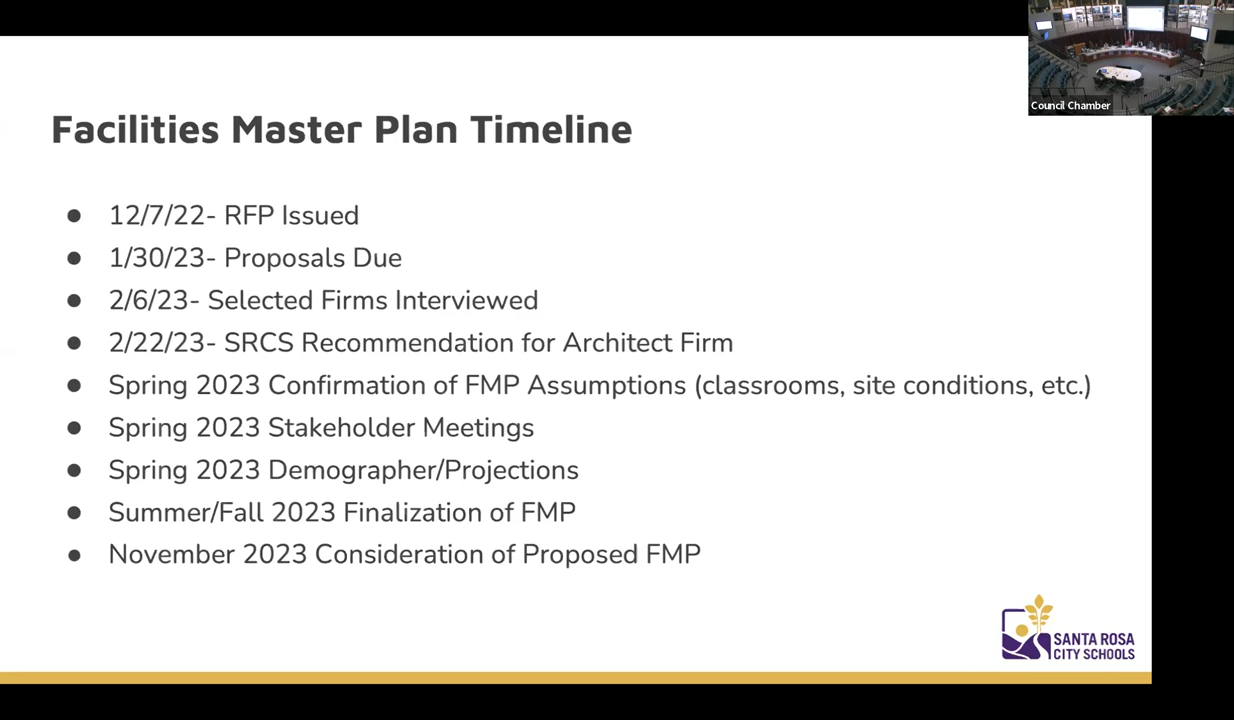 Council Chamber
Facilities Master Plan Timeline
● 12/7/22- RFP Issued
● 1/30/23- Proposals Due
● 2/6/23- Selected Firms Interviewed
● 2/22/23- SRCS Recommendation for Architect Firm
● Spring 2023 Confirmation of FMP Assumptions (classrooms, site conditions, etc.)
● Spring 2023 Stakeholder Meetings
● Spring 2023 Demographer/Projections
● Summer/Fall 2023 Finalization of FMP
● November 2023 Consideration of Proposed FMP
SANTA ROSA
CITY SCHOOLS